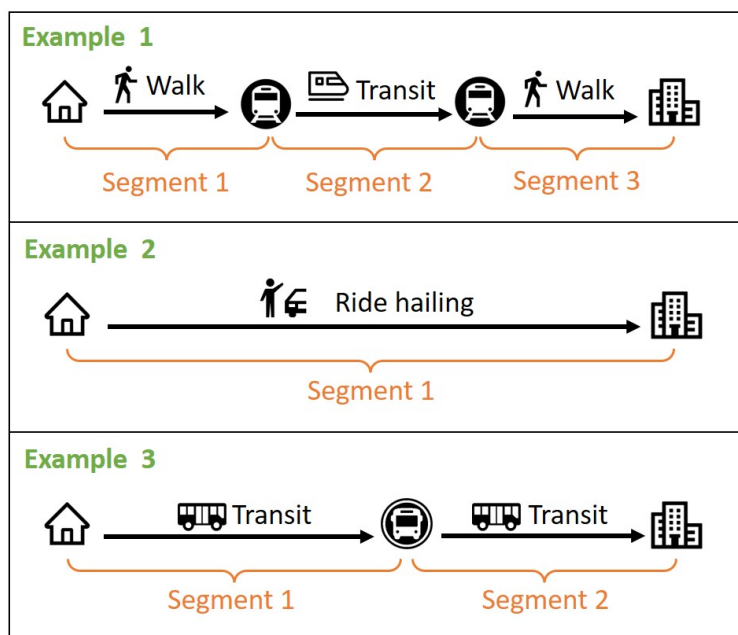 Example 1
Walk Transit Walk
Segment 1 Segment 2 Segment 3
Example 2
Ride hailing
Segment 1
Example 3
Transit Transit
Segment 1 Segment 2